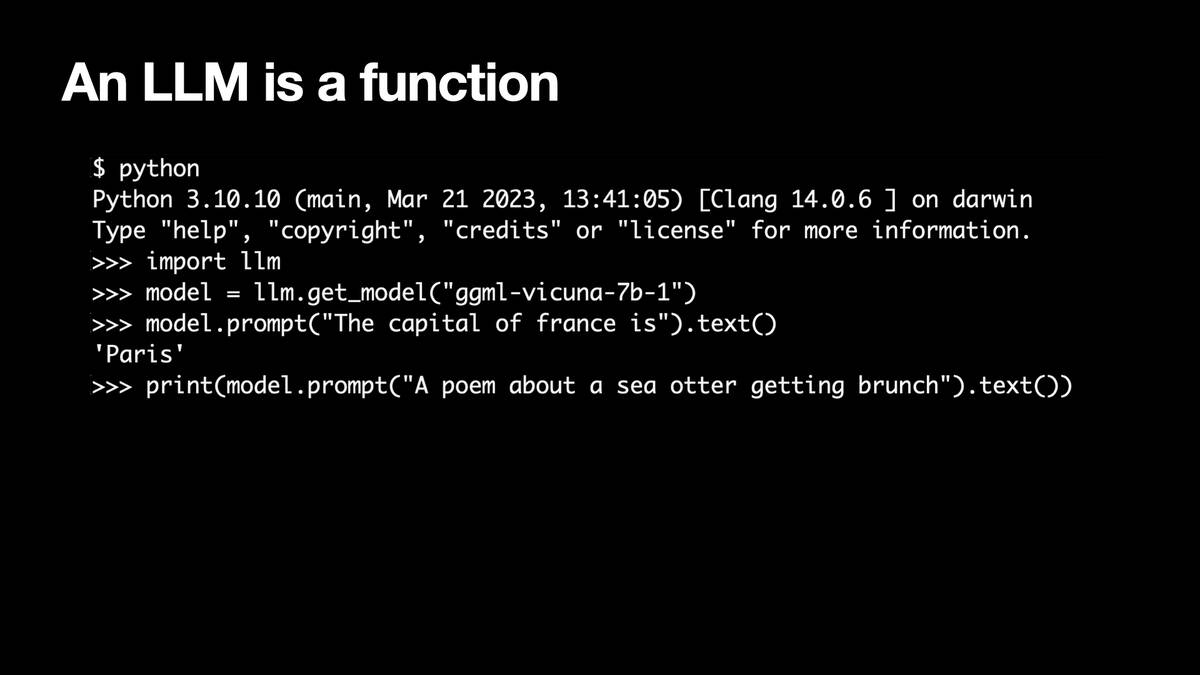 An LLM is a function
$ python
Python 3.10.10 (main, Mar 21 2023, 13:41:05) [Clang 14.0.6 ] on darwin
Type "help", "copyright", "credits" or "license" for more information.
>>> import llm
>>> model = llm.get_model("ggml-vicuna-7b-1")
>>> model.prompt("The capital of france is").text()
'Paris'
>>> print(model.prompt("A poem about a sea otter getting brunch").text())